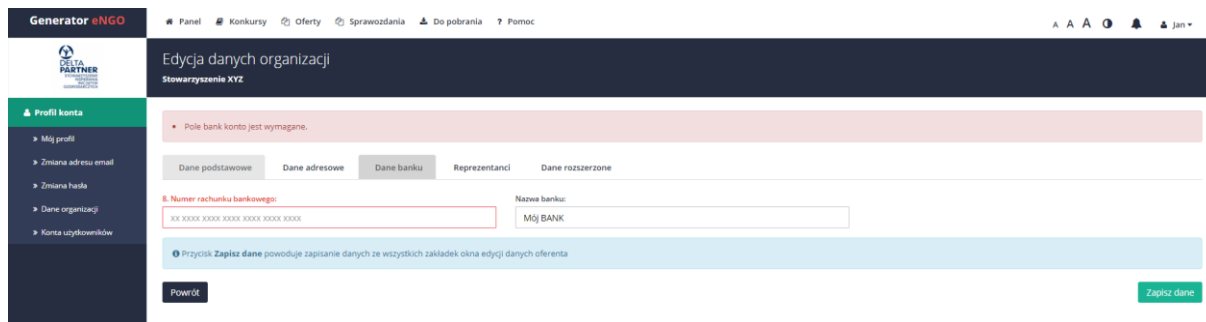 Generator eNGO
Panel Konkursy Oferty Sprawozdania Do pobrania ? Pomoc
A A A Jan
DELTA
PARTNER
Edycja danych organizacji
Stowarzyszenie XYZ
Profil konta
» Mój profil
» Zmiana adresu email
» Zmiana hasła
» Dane organizacji
» Konta użytkowników
• Pole bank konto jest wymagane.
Dane podstawowe Dane adresowe Dane banku Reprezentanci Dane rozszerzone
8. Numer rachunku bankowego: Nazwa banku:
xx xxxx xxxx xxxx xxxx xxxx xxxx Mój BANK
Przycisk Zapisz dane powoduje zapisanie danych ze wszystkich zakładek okna edycji danych oferenta
Powrót Zapisz dane